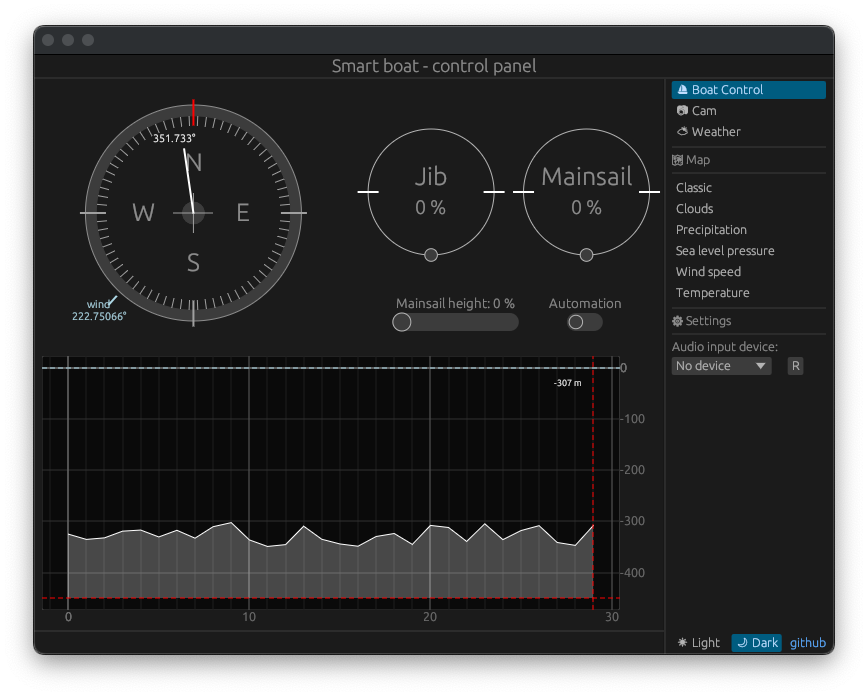 Smart boat - control panel
351.733°
N
W
E
S
wind
222.75066°
Jib
0 %
Mainsail
0 %
Mainsail height: 0 %
Automation
-307 m
0
-100
-200
-300
-400
0
10
20
30
Boat Control
Cam
Weather
Map
Classic
Clouds
Precipitation
Sea level pressure
Wind speed
Temperature
Settings
Audio input device:
No device
R
Light
Dark
github